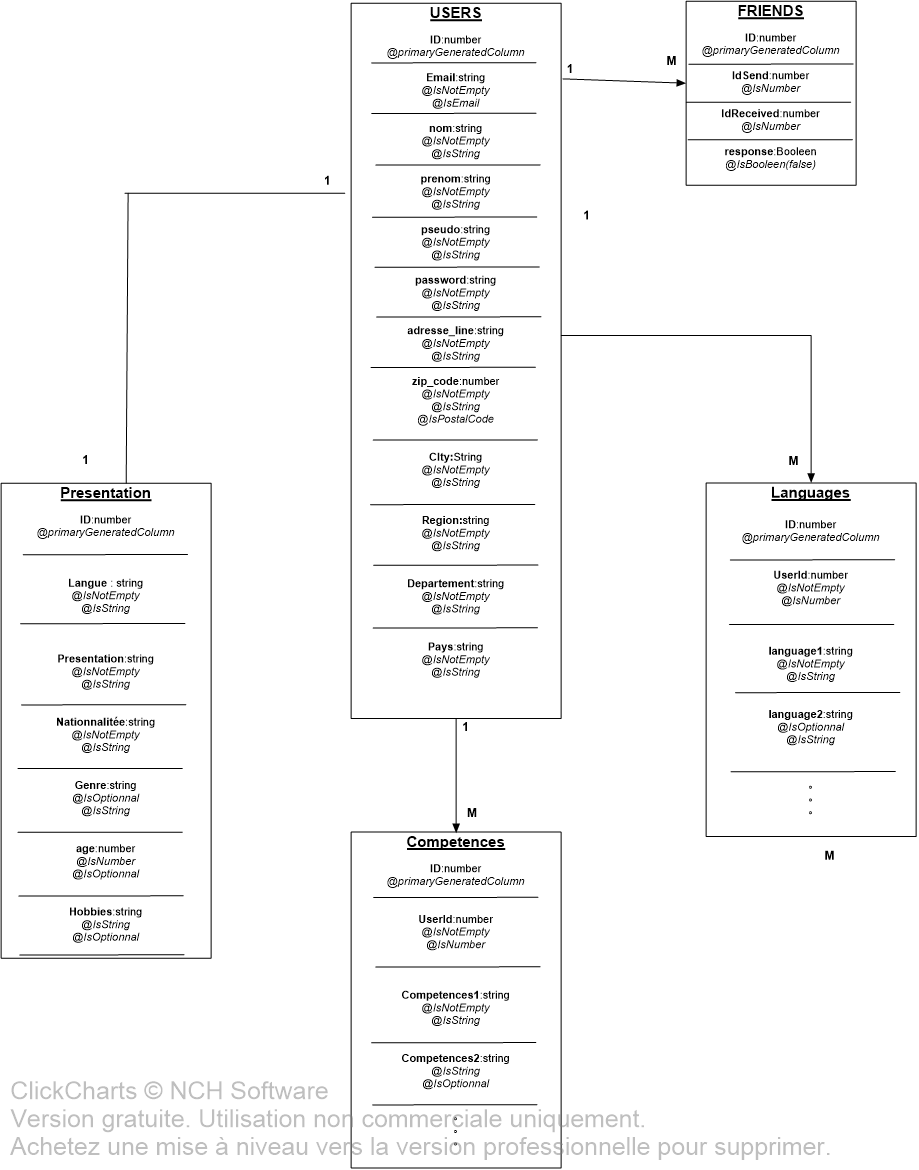 USERS
ID:number
@primaryGeneratedColumn
Email:string
@IsNotEmpty
@IsEmail
nom:string
@IsNotEmpty
@IsString
prenom:string
@IsNotEmpty
@IsString
pseudo:string
@IsNotEmpty
@IsString
password:string
@IsNotEmpty
@IsString
adresse_line:string
@IsNotEmpty
@IsString
zip_code:number
@IsNotEmpty
@IsString
@IsPostalCode
CIty:String
@IsNotEmpty
@IsString
Region:string
@IsNotEmpty
@IsString
Departement:string
@IsNotEmpty
@IsString
Pays:string
@IsNotEmpty
@IsString
1
M
FRIENDS
ID:number
@primaryGeneratedColumn
IdSend:number
@IsNumber
IdReceived:number
@IsNumber
response:Booleen
@IsBooleen(false)
1
1
1
Presentation
ID:number
@primaryGeneratedColumn
Langue : string
@IsNotEmpty
@IsString
Presentation:string
@IsNotEmpty
@IsString
Nationnalitée:string
@IsNotEmpty
@IsString
Genre:string
@IsOptionnal
@IsString
age:number
@IsNumber
@IsOptionnal
Hobbies:string
@IsString
@IsOptionnal
M
Languages
ID:number
@primaryGeneratedColumn
UserId:number
@IsNotEmpty
@IsNumber
language1:string
@IsNotEmpty
@IsString
language2:string
@IsOptionnal
@IsString
M
1
M
Competences
ID:number
@primaryGeneratedColumn
UserId:number
@IsNotEmpty
@IsNumber
Competences1:string
@IsNotEmpty
@IsString
Competences2:string
@IsString
@IsOptionnal
ClickCharts © NCH Software
Version gratuite. Utilisation non commerciale uniquement.
Achetez une mise à niveau vers la version professionnelle pour supprimer.